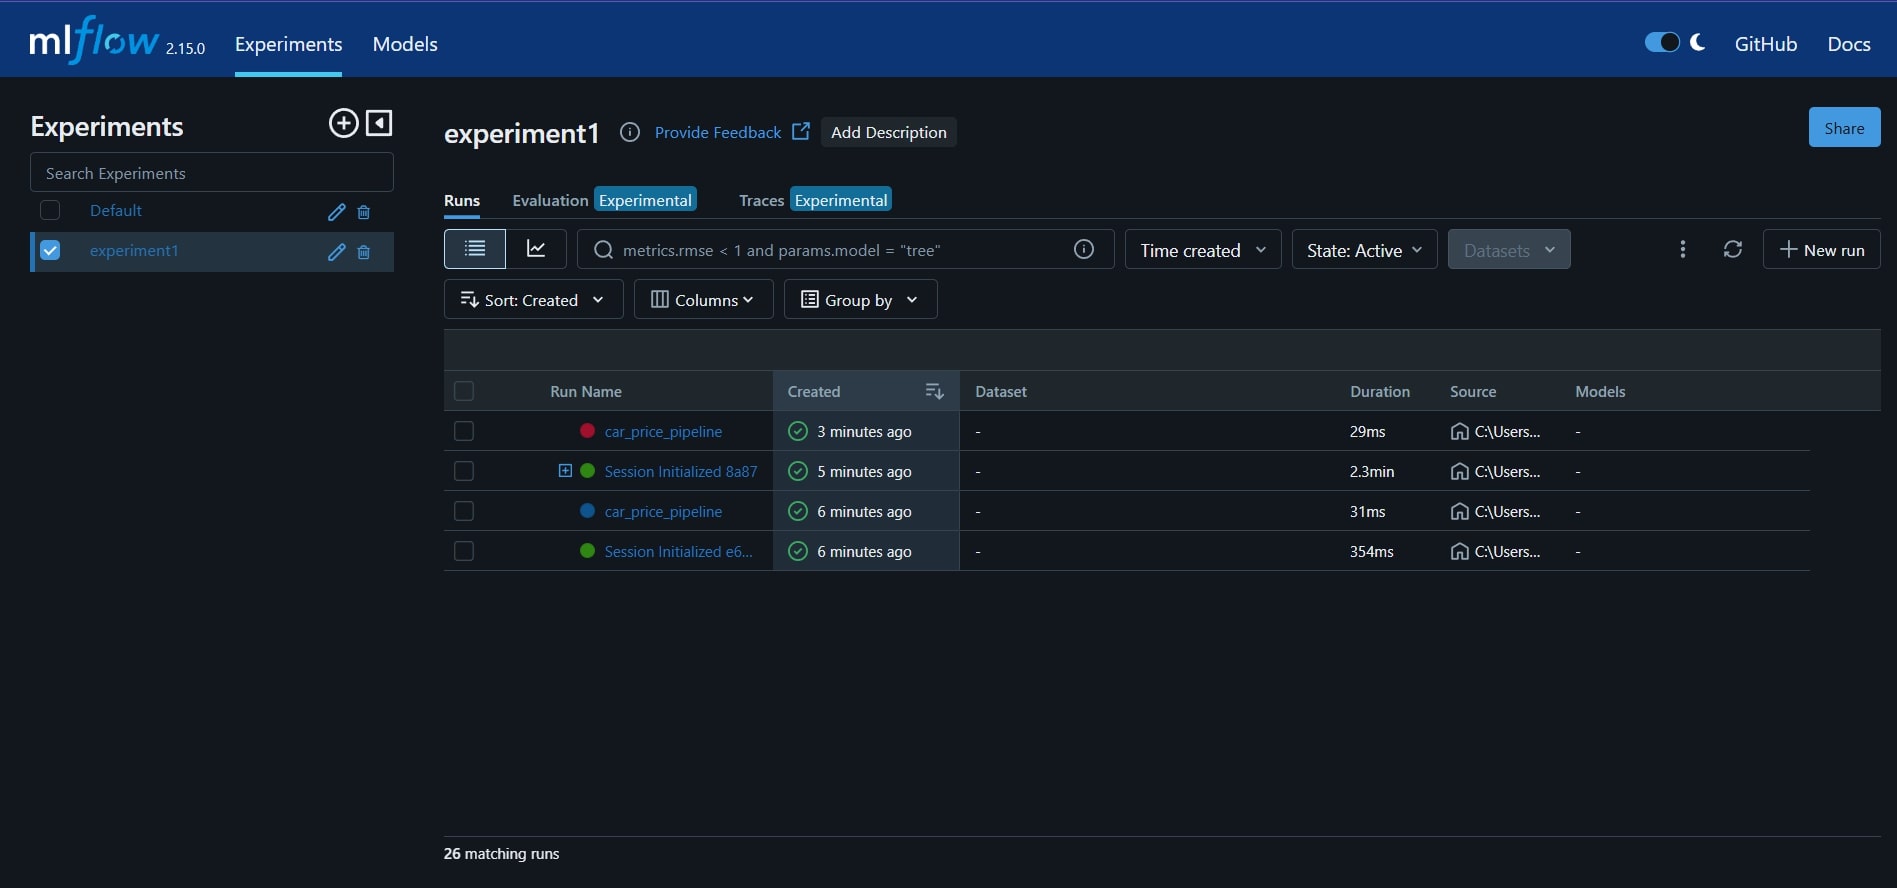 mlflow 2.15.0 Experiments Models GitHub Docs
Experiments
Search Experiments
Default
experiment1
experiment1 Provide Feedback Add Description Share
Runs Evaluation Experimental Traces Experimental
metrics.rmse < 1 and params.model = "tree" Time created State: Active Datasets New run
Sort: Created Columns Group by
Run Name Created Dataset Duration Source Models
car_price_pipeline 3 minutes ago - 29ms C:\Users... -
Session Initialized 8a87 5 minutes ago - 2.3min C:\Users... -
car_price_pipeline 6 minutes ago - 31ms C:\Users... -
Session Initialized e6... 6 minutes ago - 354ms C:\Users... -
26 matching runs